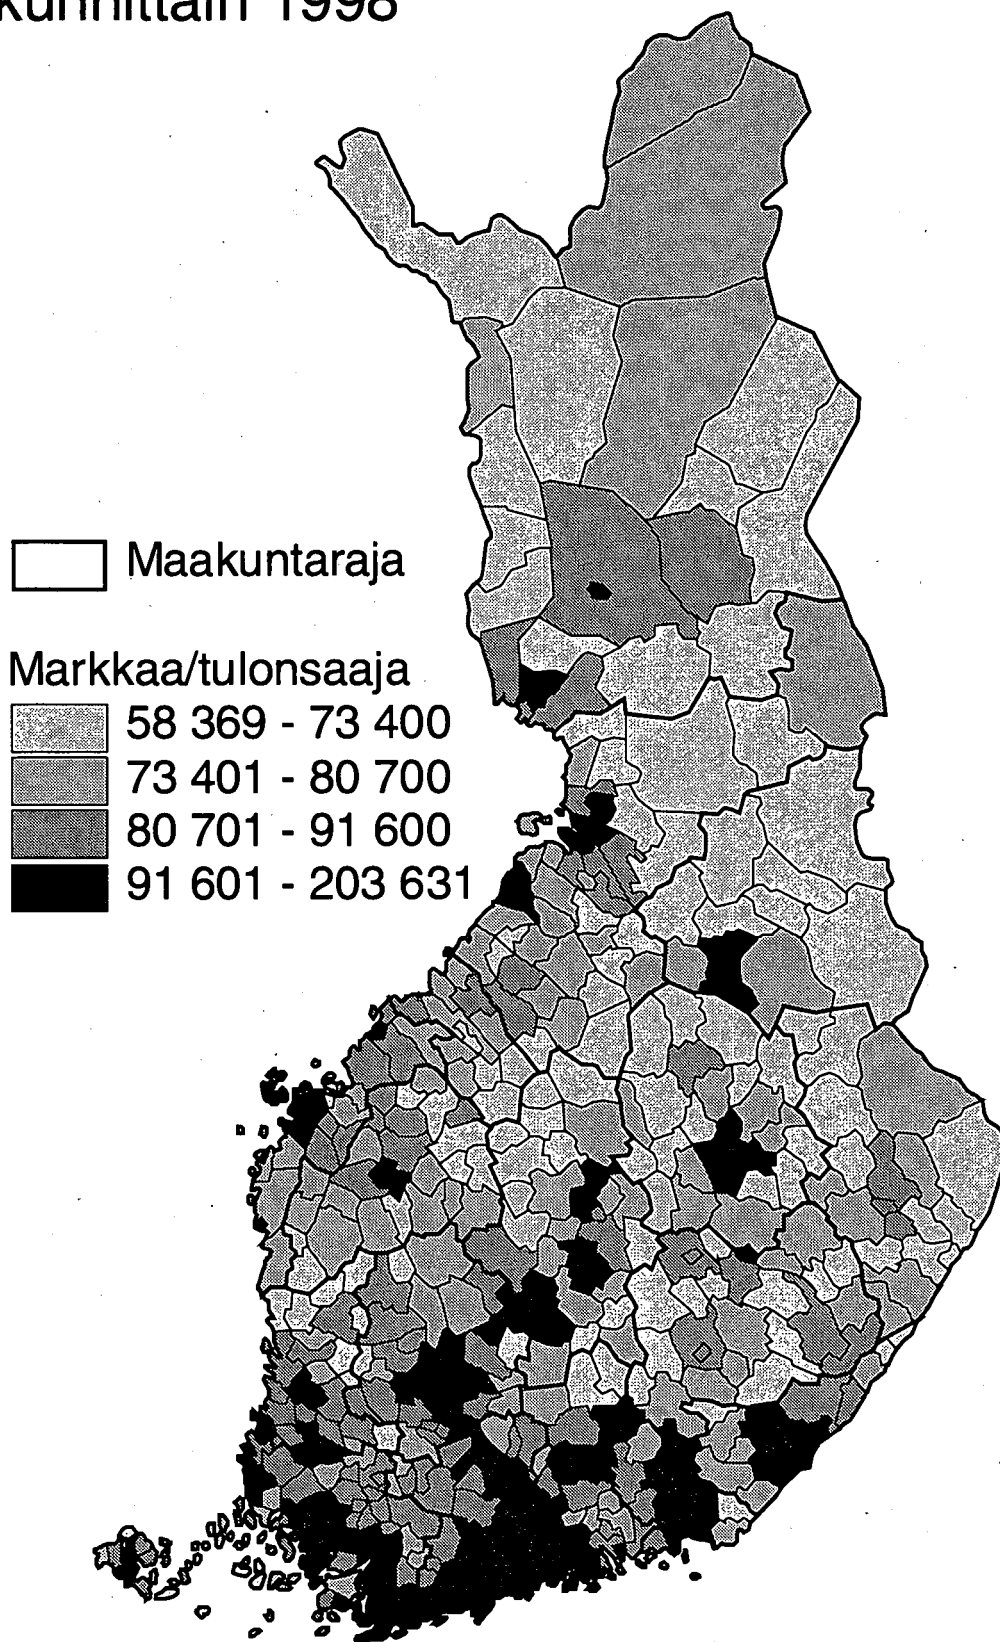 kunnittain 1998
Maakuntaraja
Markkaa/tulonsaaja
58 369 - 73 400
73 401 - 80 700
80 701 - 91 600
91 601 - 203 631